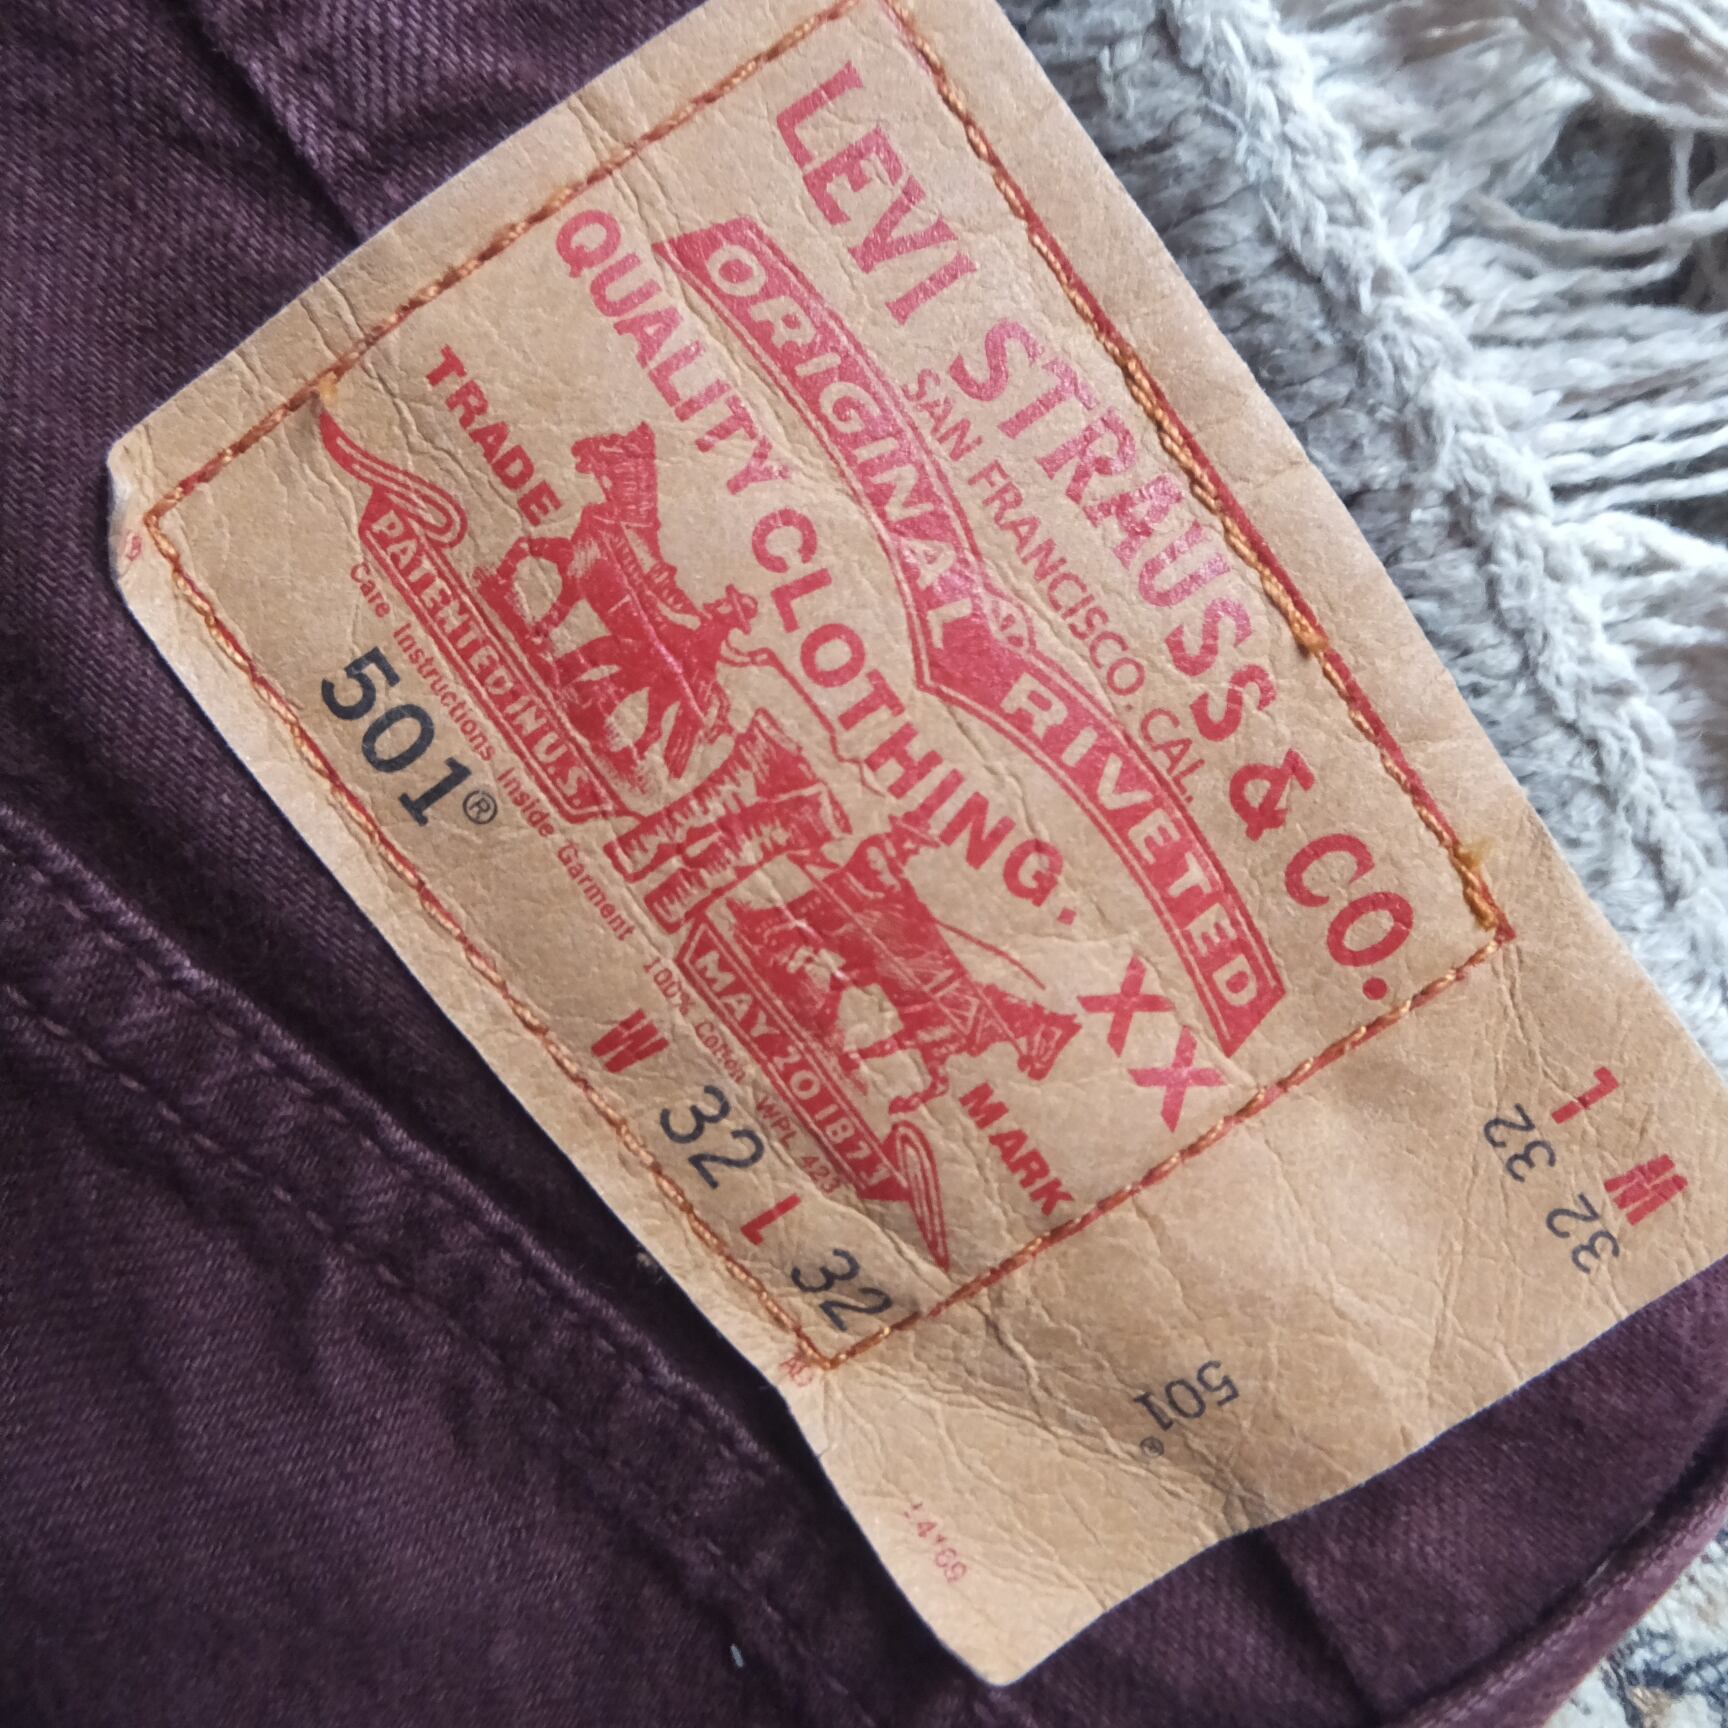 LEVI STRAUSS & CO.
SAN FRANCISCO, CAL.
ORIGINAL RIVETED
QUALITY CLOTHING.
XX
TRADE MARK
PATENTED IN U.S.
MAY 20 1873
Care Instructions Inside Garment 100% Cotton WPL 423
501® W 32 L 32
W 32
L 32
501®